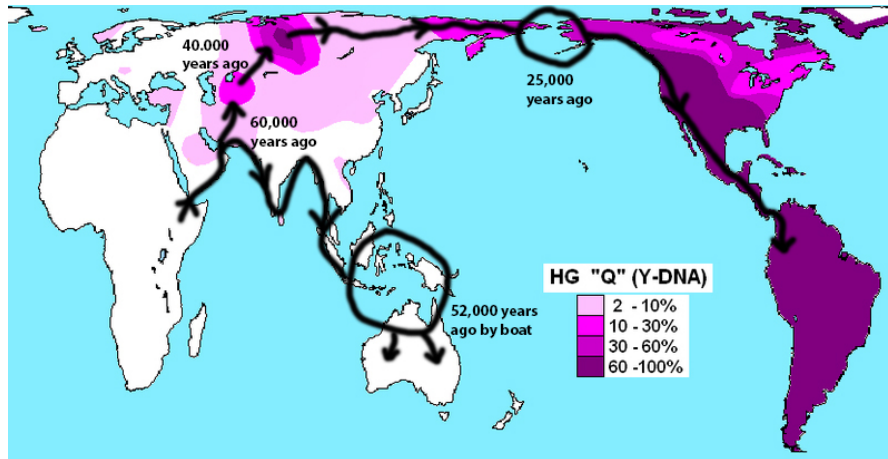 40.000
years ago
60,000
years ago
25,000
years ago
52,000 years
ago by boat
HG "Q" (Y-DNA)
2 - 10%
10 - 30%
30 - 60%
60 -100%